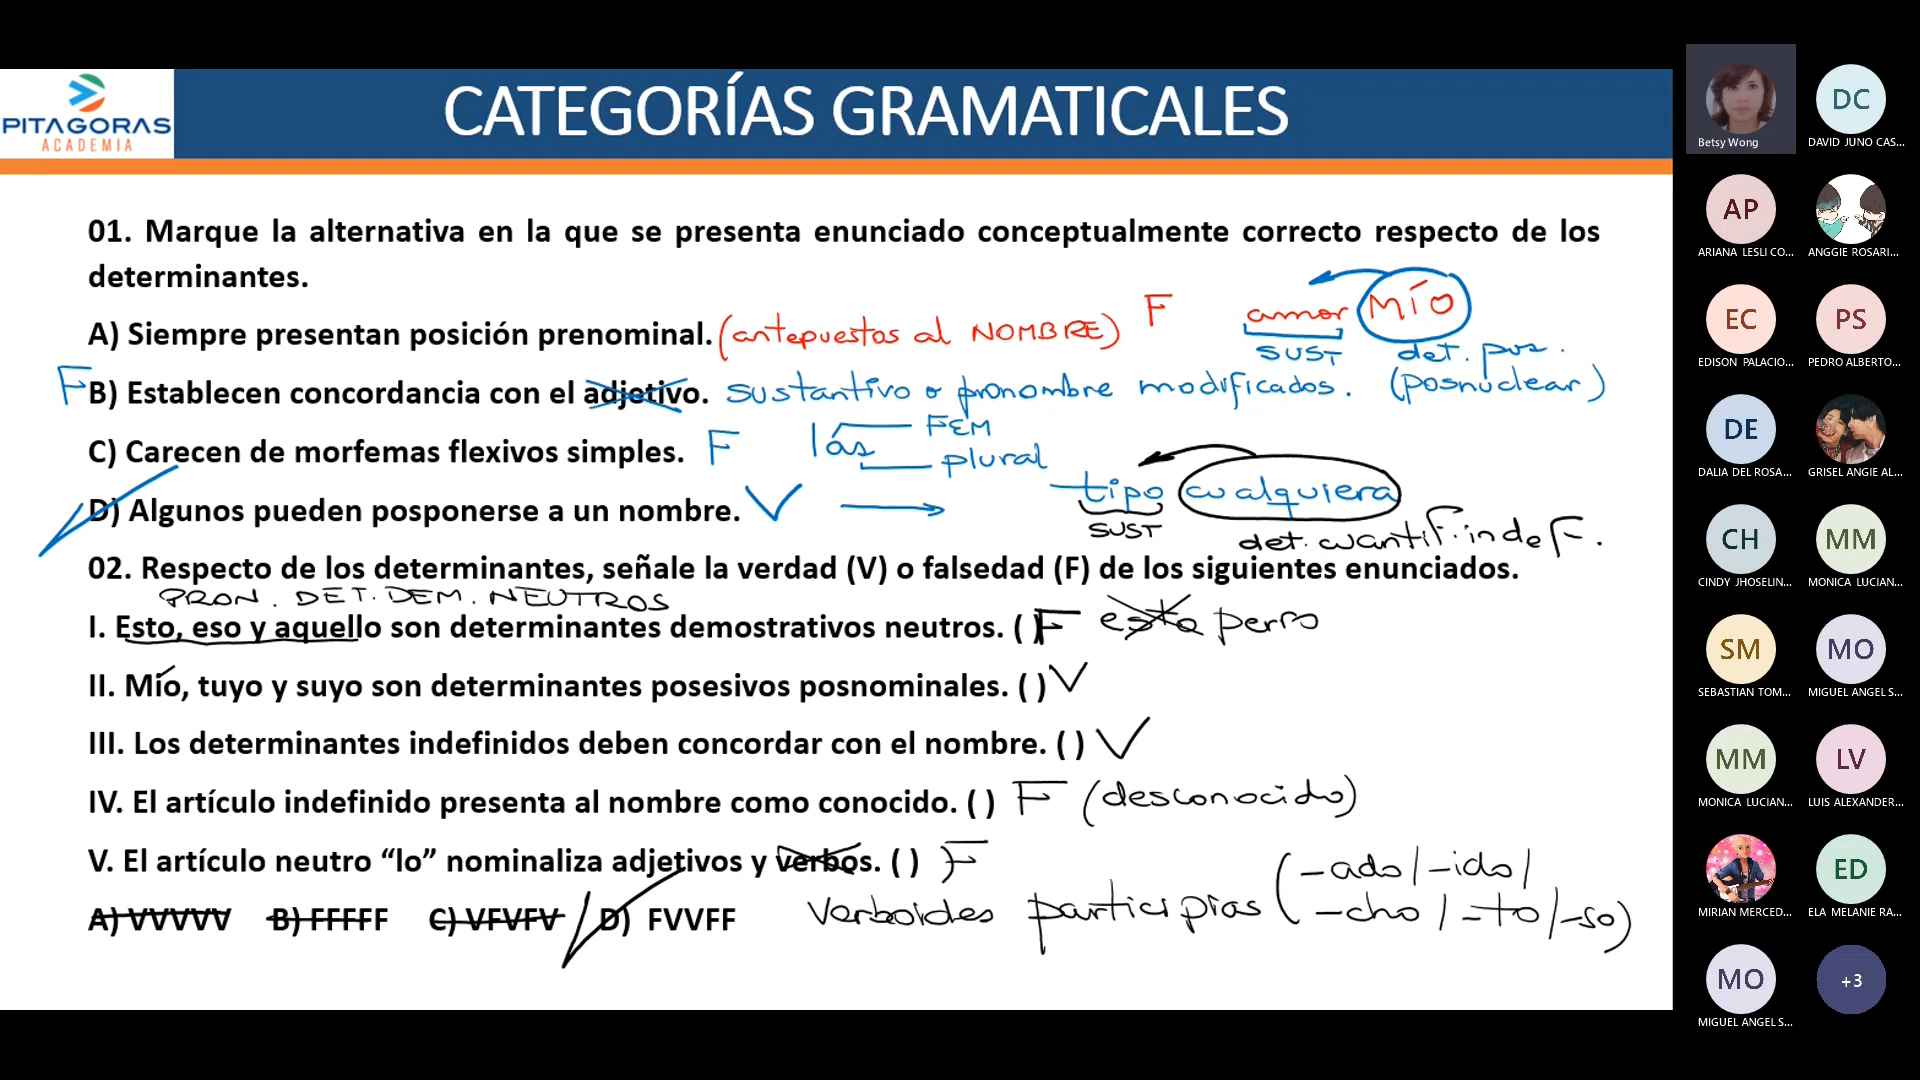 PITAGORAS
ACADEMIA
CATEGORÍAS GRAMATICALES
01. Marque la alternativa en la que se presenta enunciado conceptualmente correcto respecto de los
determinantes.
A) Siempre presentan posición prenominal. (antepuestos al NOMBRE) F amor MÍO
SUST det. pos.
F B) Establecen concordancia con el adjetivo. sustantivo o pronombre modificados. (posnuclear)
C) Carecen de morfemas flexivos simples. F las FEM
plural
D) Algunos pueden posponerse a un nombre. V tipo cualquiera
SUST det. cuantif. indef.
02. Respecto de los determinantes, señale la verdad (V) o falsedad (F) de los siguientes enunciados.
PRON. DET. DEM. NEUTROS
I. Esto, eso y aquello son determinantes demostrativos neutros. ( ) F esto perro
II. Mío, tuyo y suyo son determinantes posesivos posnominales. ( ) V
III. Los determinantes indefinidos deben concordar con el nombre. ( ) V
IV. El artículo indefinido presenta al nombre como conocido. ( ) F (desconocido)
V. El artículo neutro “lo” nominaliza adjetivos y verbos. ( ) F
A) VVVVV B) FFFFF C) VFVFV D) FVVFF
verboides participios (-ado/-ido/
-cho/-to/-so)
Betsy Wong
DC
DAVID JUNO CAS...
AP
ARIANA LESLI CO...
ANGGIE ROSARI...
EC
EDISON PALACIO...
PS
PEDRO ALBERTO...
DE
DALIA DEL ROSA...
GRISEL ANGIE AL...
CH
CINDY JHOSELIN...
MM
MONICA LUCIAN...
SM
SEBASTIAN TOM...
MO
MIGUEL ANGEL S...
MM
MONICA LUCIAN...
LV
LUIS ALEXANDER...
MIRIAN MERCED...
ED
ELA MELANIE RA...
MO
MIGUEL ANGEL S...
+3